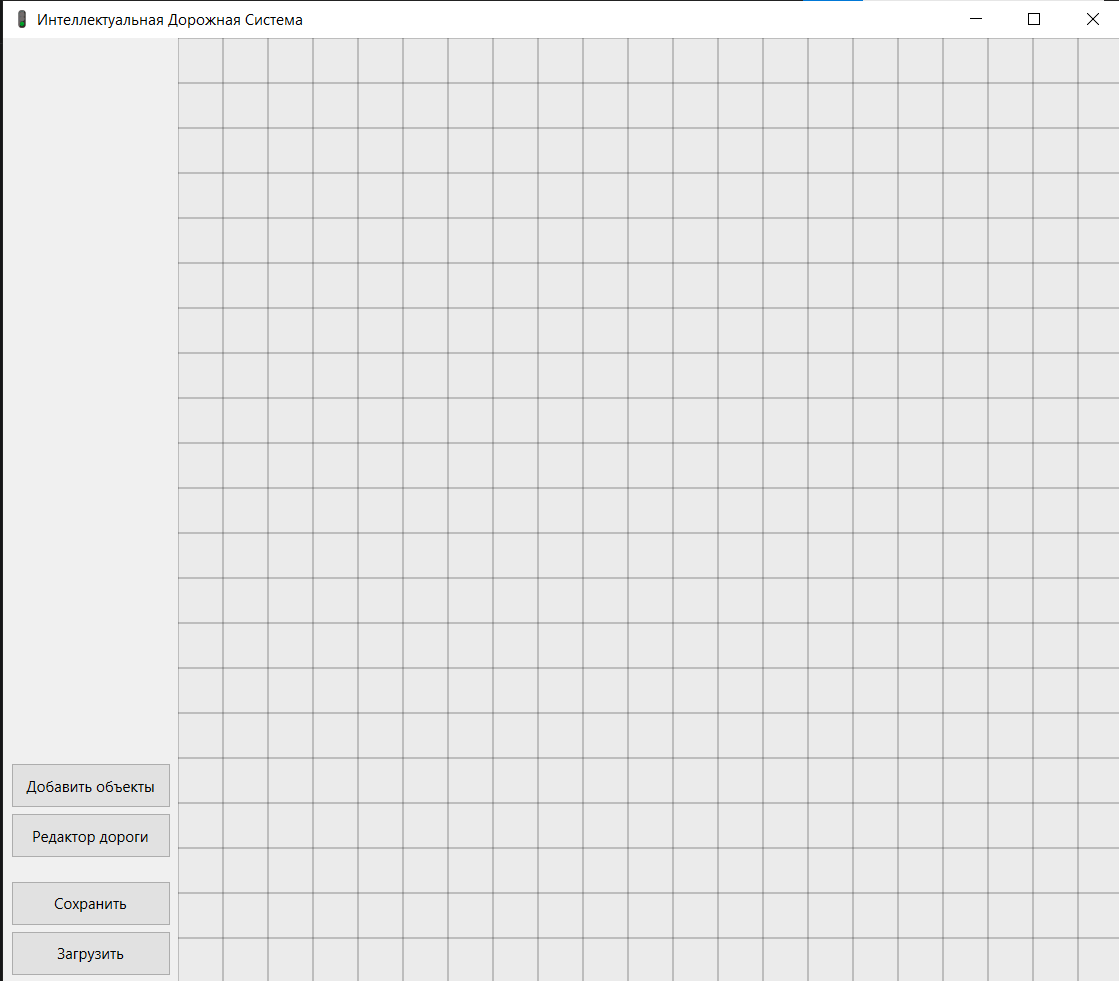 Интеллектуальная Дорожная Система
Добавить объекты
Редактор дороги
Сохранить
Загрузить